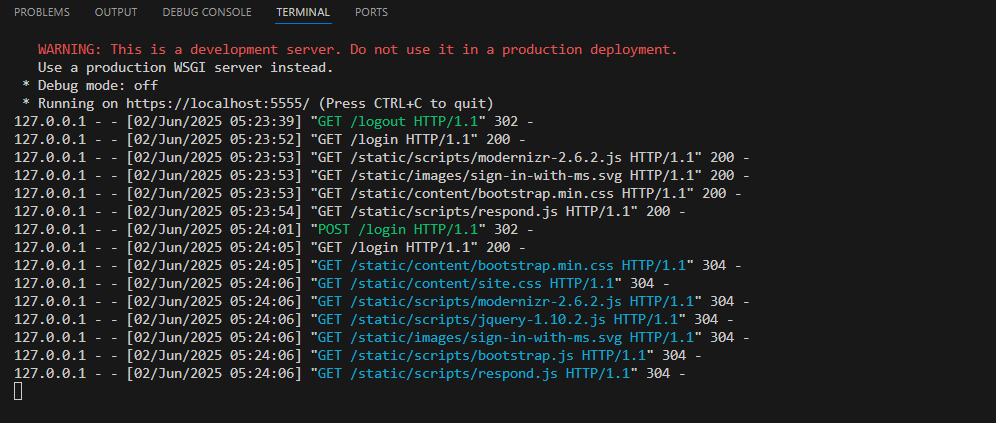 PROBLEMS OUTPUT DEBUG CONSOLE TERMINAL PORTS
WARNING: This is a development server. Do not use it in a production deployment.
Use a production WSGI server instead.
* Debug mode: off
* Running on https://localhost:5555/ (Press CTRL+C to quit)
127.0.0.1 - - [02/Jun/2025 05:23:39] "GET /logout HTTP/1.1" 302 -
127.0.0.1 - - [02/Jun/2025 05:23:52] "GET /login HTTP/1.1" 200 -
127.0.0.1 - - [02/Jun/2025 05:23:53] "GET /static/scripts/modernizr-2.6.2.js HTTP/1.1" 200 -
127.0.0.1 - - [02/Jun/2025 05:23:53] "GET /static/images/sign-in-with-ms.svg HTTP/1.1" 200 -
127.0.0.1 - - [02/Jun/2025 05:23:53] "GET /static/content/bootstrap.min.css HTTP/1.1" 200 -
127.0.0.1 - - [02/Jun/2025 05:23:54] "GET /static/scripts/respond.js HTTP/1.1" 200 -
127.0.0.1 - - [02/Jun/2025 05:24:01] "POST /login HTTP/1.1" 302 -
127.0.0.1 - - [02/Jun/2025 05:24:05] "GET /login HTTP/1.1" 200 -
127.0.0.1 - - [02/Jun/2025 05:24:05] "GET /static/content/bootstrap.min.css HTTP/1.1" 304 -
127.0.0.1 - - [02/Jun/2025 05:24:06] "GET /static/content/site.css HTTP/1.1" 304 -
127.0.0.1 - - [02/Jun/2025 05:24:06] "GET /static/scripts/modernizr-2.6.2.js HTTP/1.1" 304 -
127.0.0.1 - - [02/Jun/2025 05:24:06] "GET /static/scripts/jquery-1.10.2.js HTTP/1.1" 304 -
127.0.0.1 - - [02/Jun/2025 05:24:06] "GET /static/images/sign-in-with-ms.svg HTTP/1.1" 304 -
127.0.0.1 - - [02/Jun/2025 05:24:06] "GET /static/scripts/bootstrap.js HTTP/1.1" 304 -
127.0.0.1 - - [02/Jun/2025 05:24:06] "GET /static/scripts/respond.js HTTP/1.1" 304 -